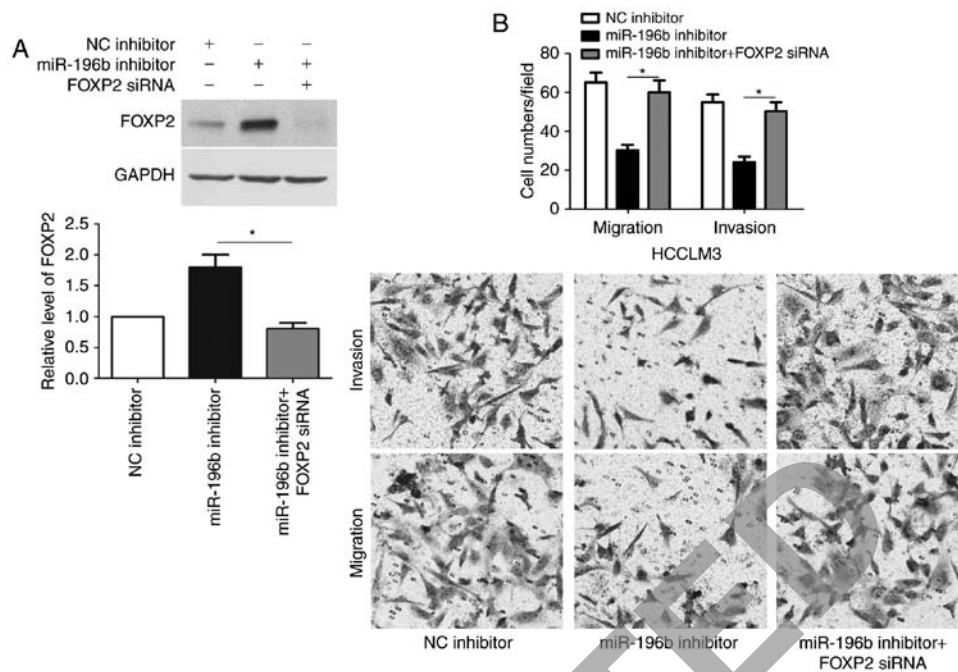 A
NC inhibitor + − −
miR-196b inhibitor − + +
FOXP2 siRNA − − +
FOXP2
GAPDH
Relative level of FOXP2
2.5
2.0
1.5
1.0
0.5
0.0
*
NC inhibitor
miR-196b inhibitor
miR-196b inhibitor+
FOXP2 siRNA
B
NC inhibitor
miR-196b inhibitor
miR-196b inhibitor+FOXP2 siRNA
Cell numbers/field
80
60
40
20
0
*
*
Migration Invasion
HCCLM3
Invasion
Migration
NC inhibitor
miR-196b inhibitor
miR-196b inhibitor+
FOXP2 siRNA
TED